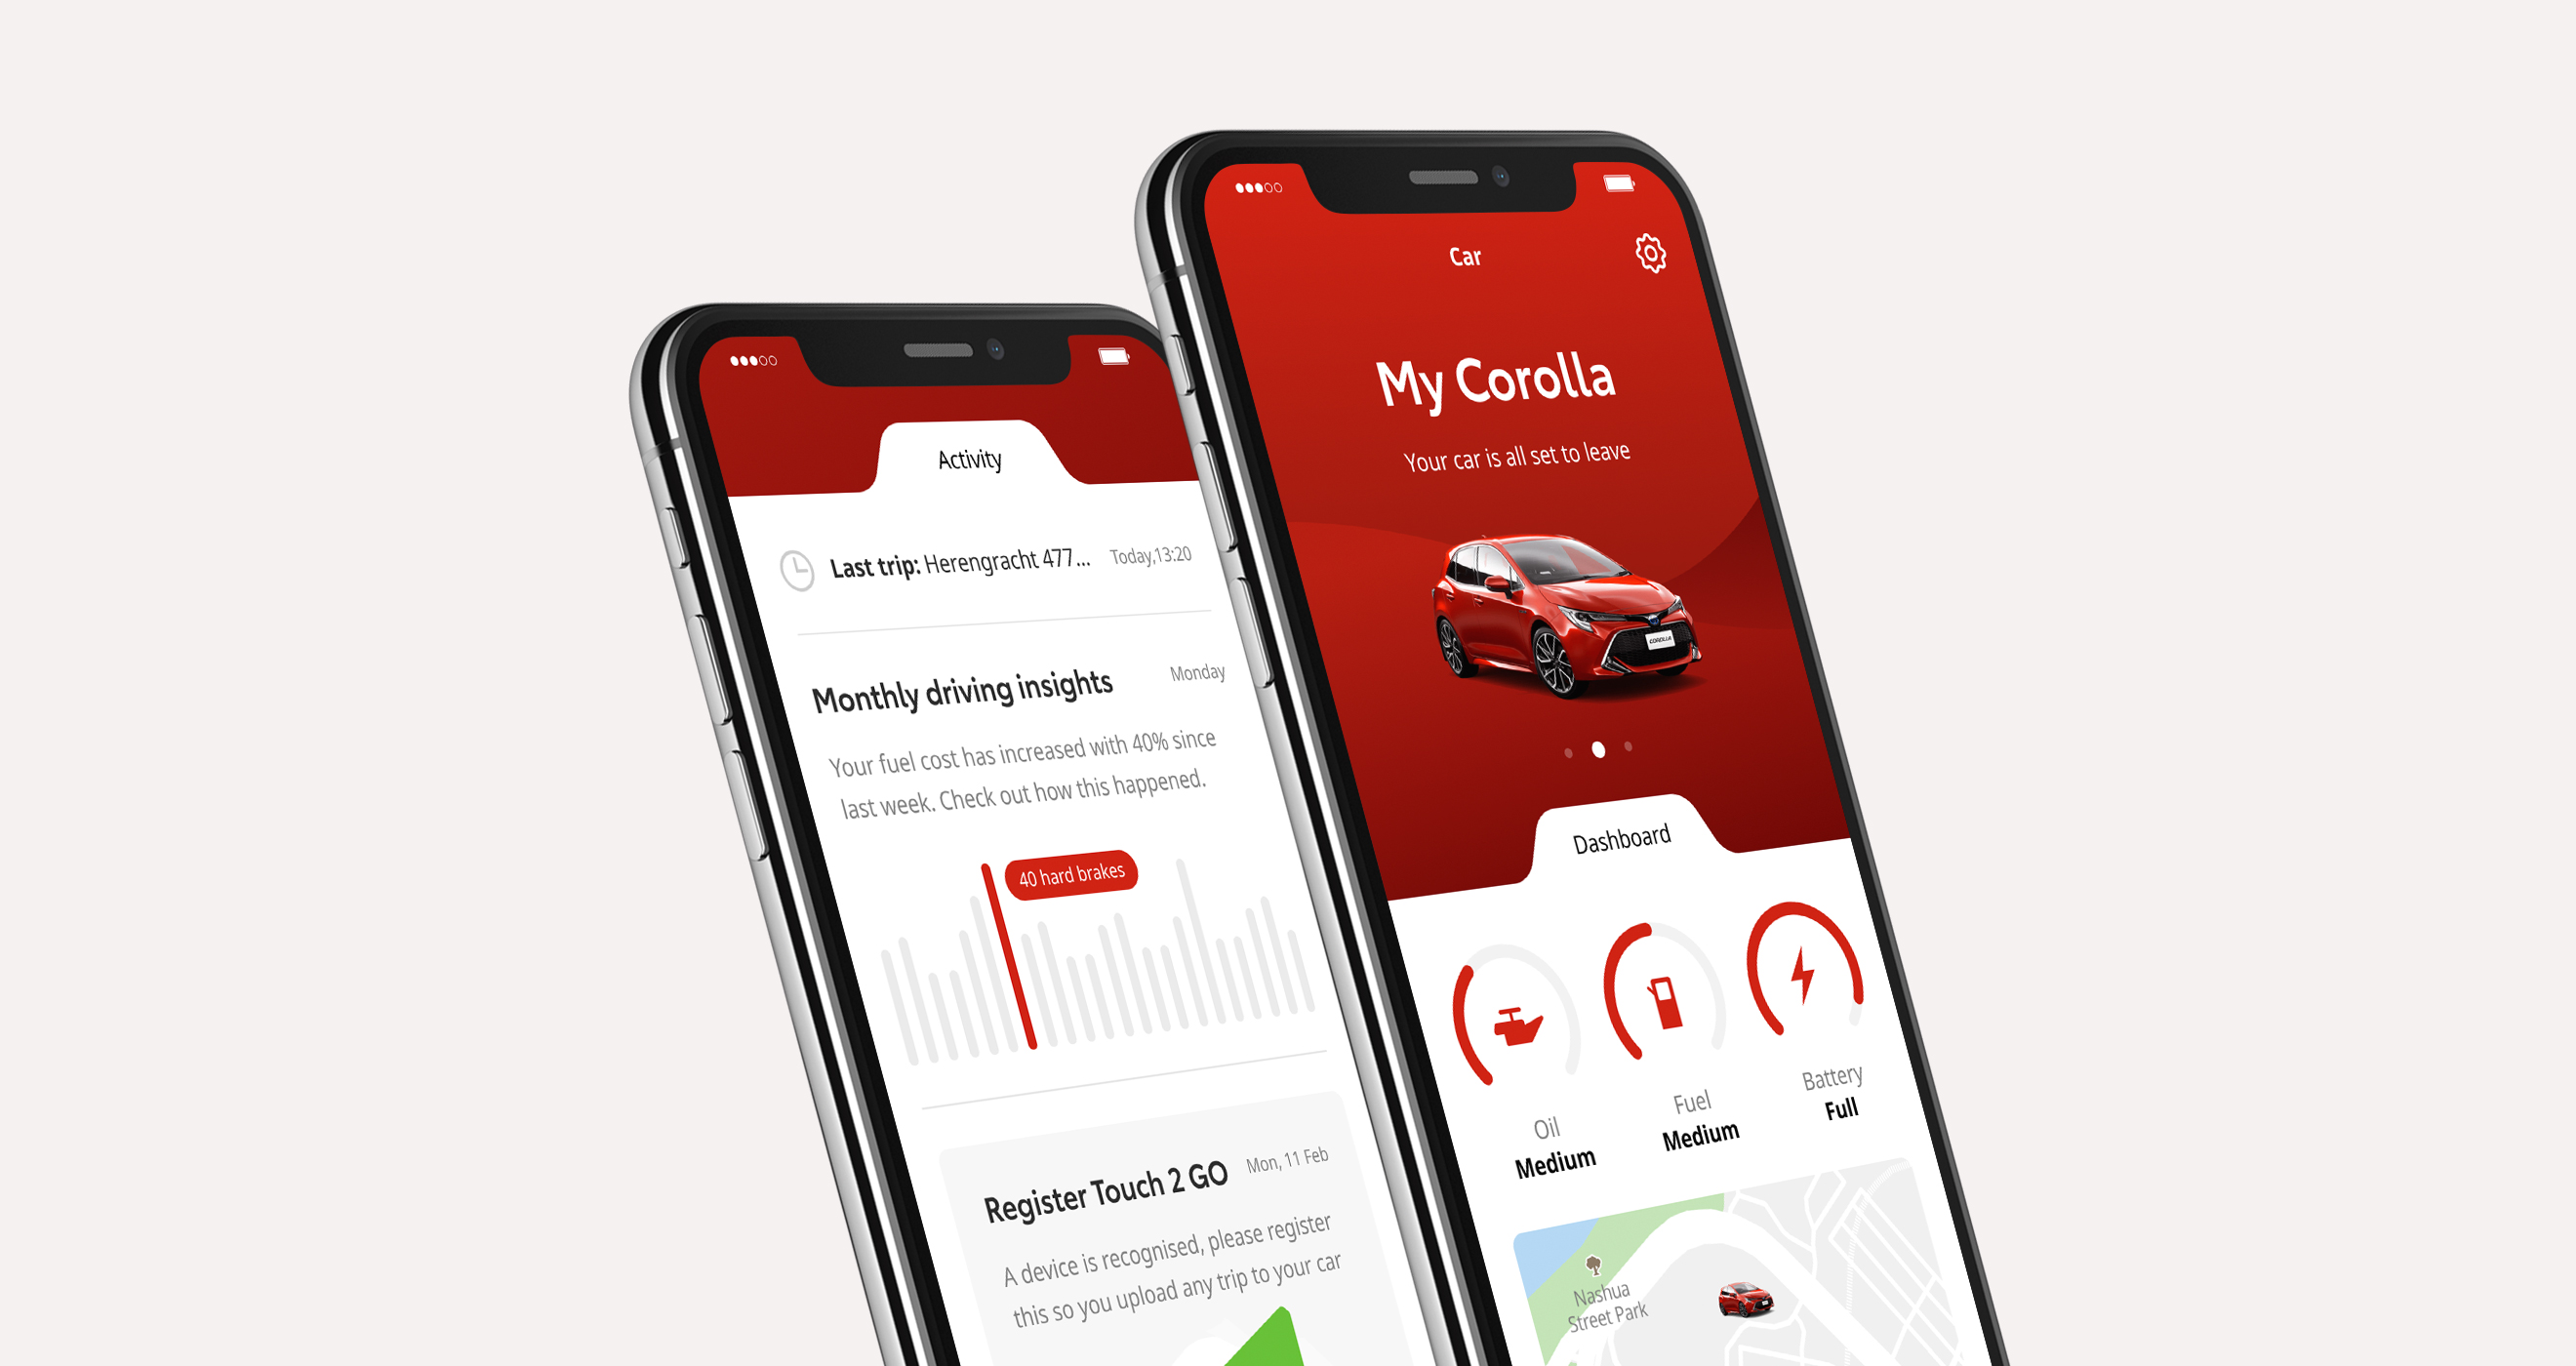 Activity
Last trip: Herengracht 477... Today,13:20
Monthly driving insights Monday
Your fuel cost has increased with 40% since
last week. Check out how this happened.
40 hard brakes
Register Touch 2 GO Mon, 11 Feb
A device is recognised, please register
this so you upload any trip to your car
Car
My Corolla
Your car is all set to leave
COROLLA
Dashboard
Oil
Medium
Fuel
Medium
Battery
Full
Nashua
Street Park